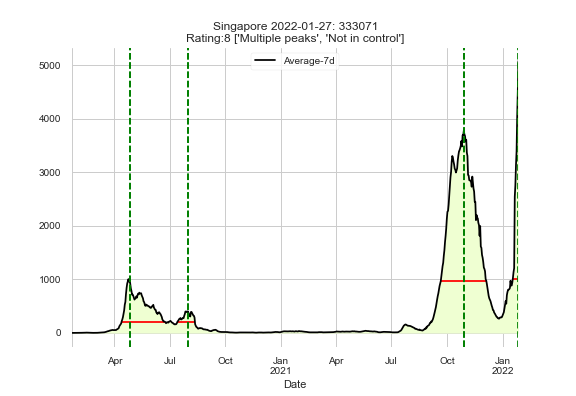 Singapore 2022-01-27: 333071
Rating:8 ['Multiple peaks', 'Not in control']
Average-7d
5000
4000
3000
2000
1000
0
Apr
Jul
Oct
Jan
2021
Apr
Jul
Oct
Jan
2022
Date